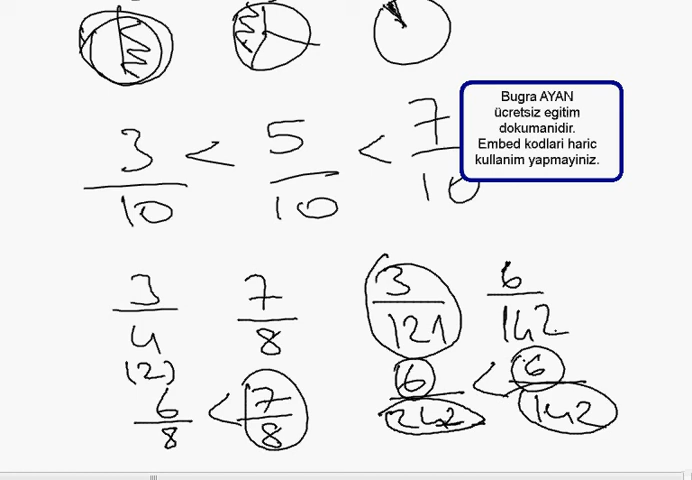 Bugra AYAN
ücretsiz egitim
dokumanidir.
Embed kodlari haric
kullanim yapmayiniz.
3/10 < 5/10 < 7/10
3/4 7/8 3/121 6/142
(2)
6/8 < 7/8 6/242 < 6/142